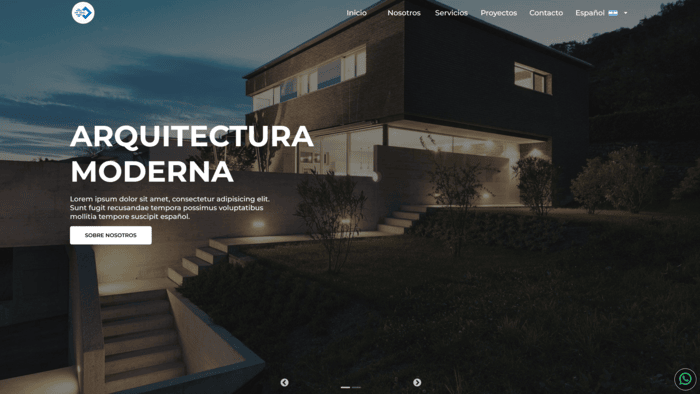 Inicio Nosotros Servicios Proyectos Contacto Español
ARQUITECTURA
MODERNA
Lorem ipsum dolor sit amet, consectetur adipisicing elit.
Sunt fugit recusandae tempora possimus voluptatibus
mollitia tempore suscipit español.
SOBRE NOSOTROS